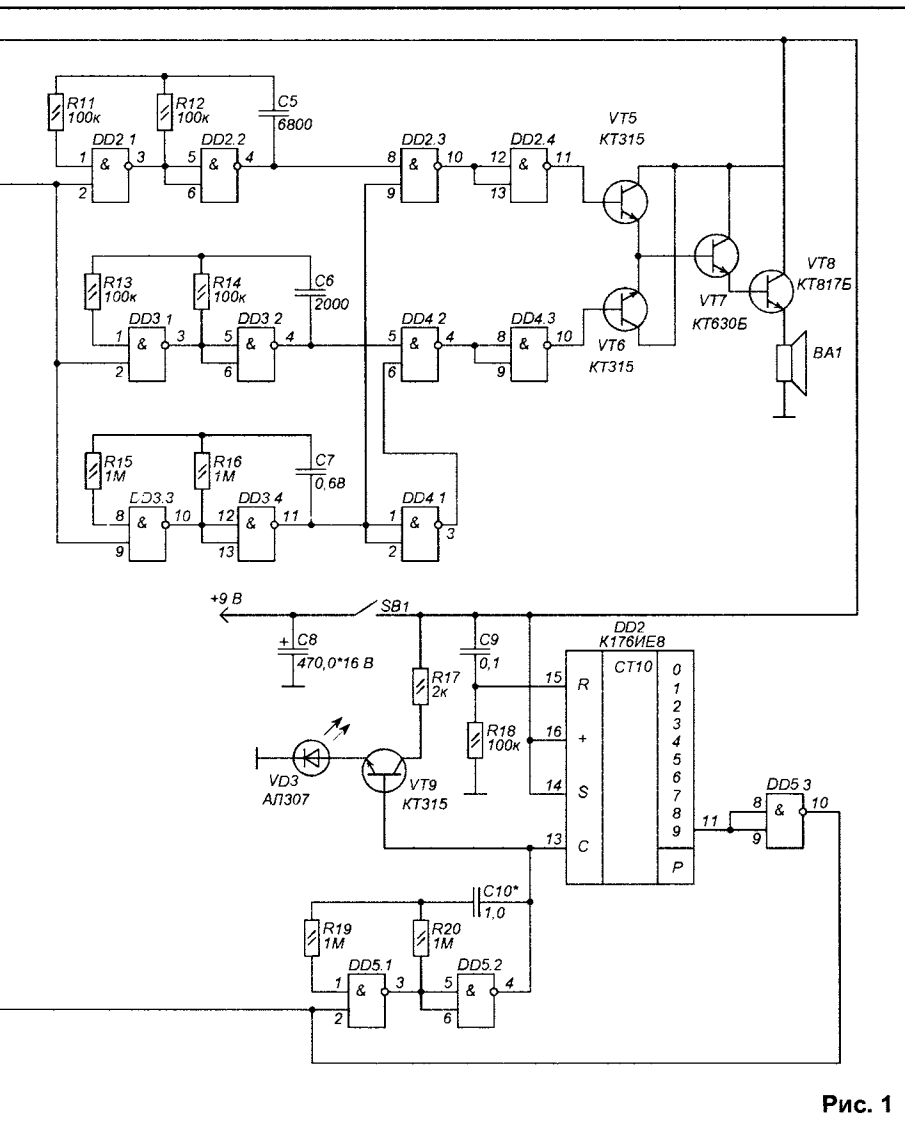 R11
100к
R12
100к
C5
6800
DD2 1
DD2.2
DD2.3
DD2.4
VT5
КТ315
1
2
&
3
5
6
&
4
8
9
&
10
12
13
&
11
R13
100к
R14
100к
C6
2000
VT7
КТ630Б
VT8
КТ817Б
DD3 1
DD3 2
DD4.2
DD4.3
VT6
КТ315
BA1
1
2
&
3
5
6
&
4
5
6
&
4
8
9
&
10
R15
1М
R16
1М
C7
0,68
DD3.3
DD3 4
DD4 1
8
9
&
10
12
13
&
11
1
2
&
3
+9 В
SB1
+
C8
470,0*16 В
R17
2к
C9
0,1
R18
100к
DD2
К176ИЕ8
CT10
15
R
16
+
14
S
13
C
0
1
2
3
4
5
6
7
8
9
P
11
DD5 3
8
9
&
10
VD3
АЛ307
VT9
КТ315
C10*
1,0
R19
1М
R20
1М
DD5.1
DD5.2
1
2
&
3
5
6
&
4
Рис. 1